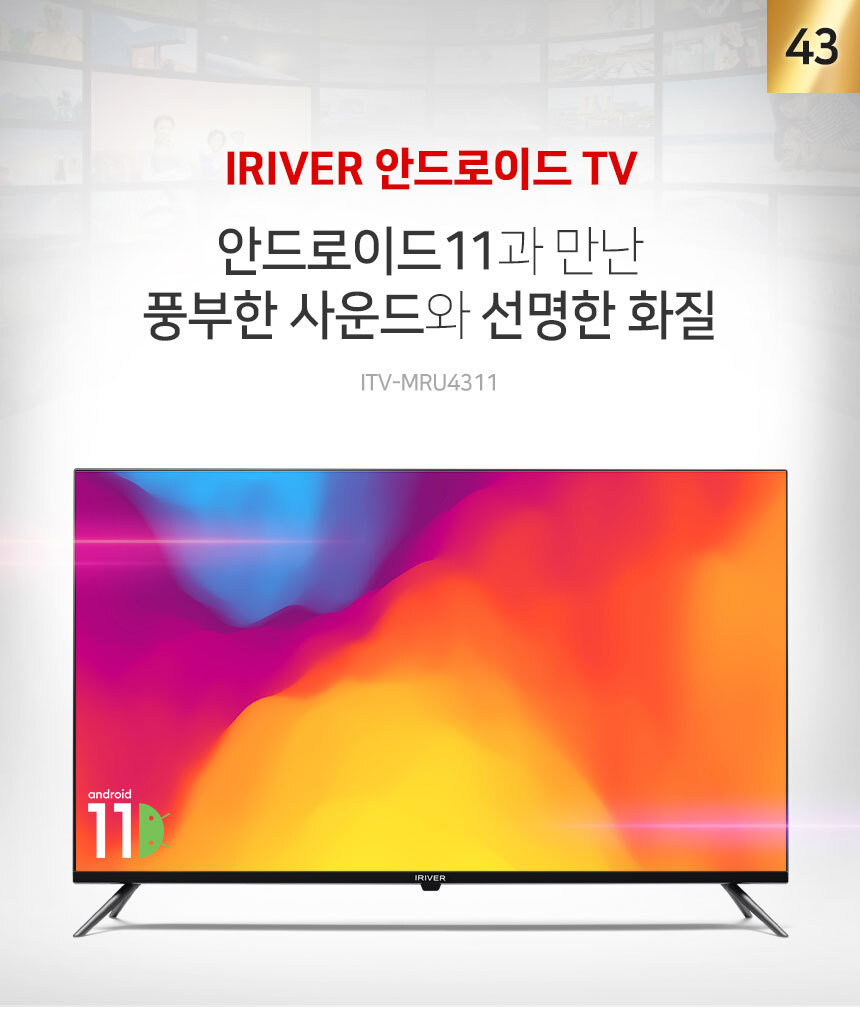 43
IRIVER 안드로이드 TV
안드로이드11과 만난
풍부한 사운드와 선명한 화질
ITV-MRU4311
android
11
IRIVER